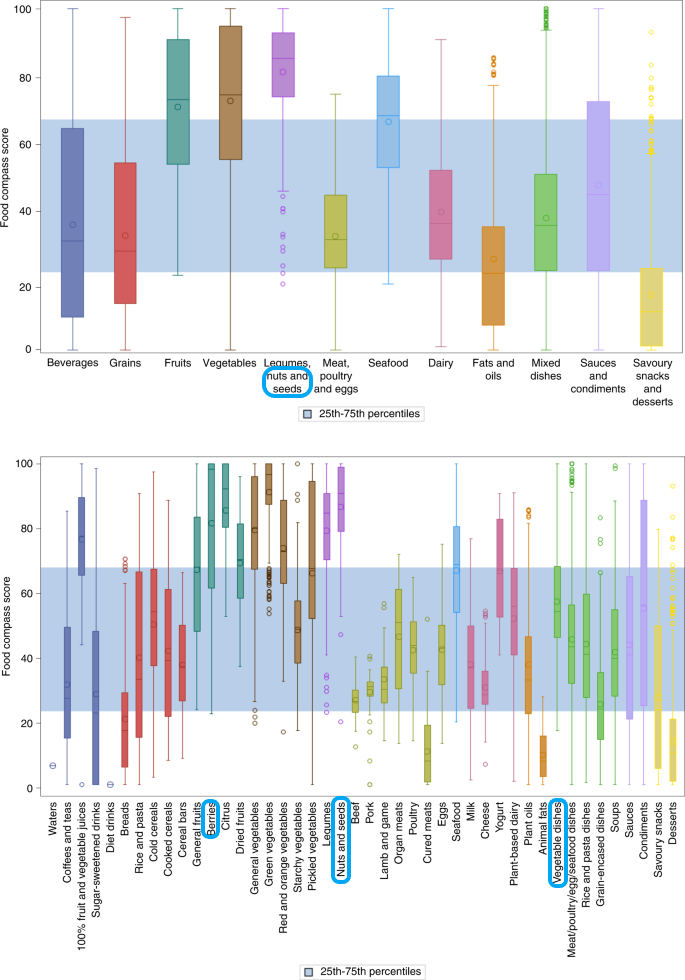 100
80
60
40
20
0
Food compass score
Beverages
Grains
Fruits
Vegetables
Legumes,
nuts and
seeds
Meat,
poultry
and eggs
Seafood
Dairy
Fats and
oils
Mixed
dishes
Sauces and
condiments
Savoury
snacks and
desserts
25th-75th percentiles
100
80
60
40
20
0
Food compass score
Waters
Coffees and teas
100% fruit and vegetable juices
Sugar-sweetened drinks
Diet drinks
Breads
Rice and pasta
Cold cereals
Cooked cereals
Cereal bars
General fruits
Berries
Citrus
Dried fruits
General vegetables
Green vegetables
Red and orange vegetables
Starchy vegetables
Pickled vegetables
Legumes
Nuts and seeds
Beef
Pork
Lamb and game
Organ meats
Poultry
Cured meats
Eggs
Seafood
Milk
Cheese
Yogurt
Plant-based dairy
Plant oils
Animal fats
Vegetable dishes
Meat/poultry/egg/seafood dishes
Rice and pasta dishes
Grain-encased dishes
Soups
Sauces
Condiments
Savoury snacks
Desserts
25th-75th percentiles